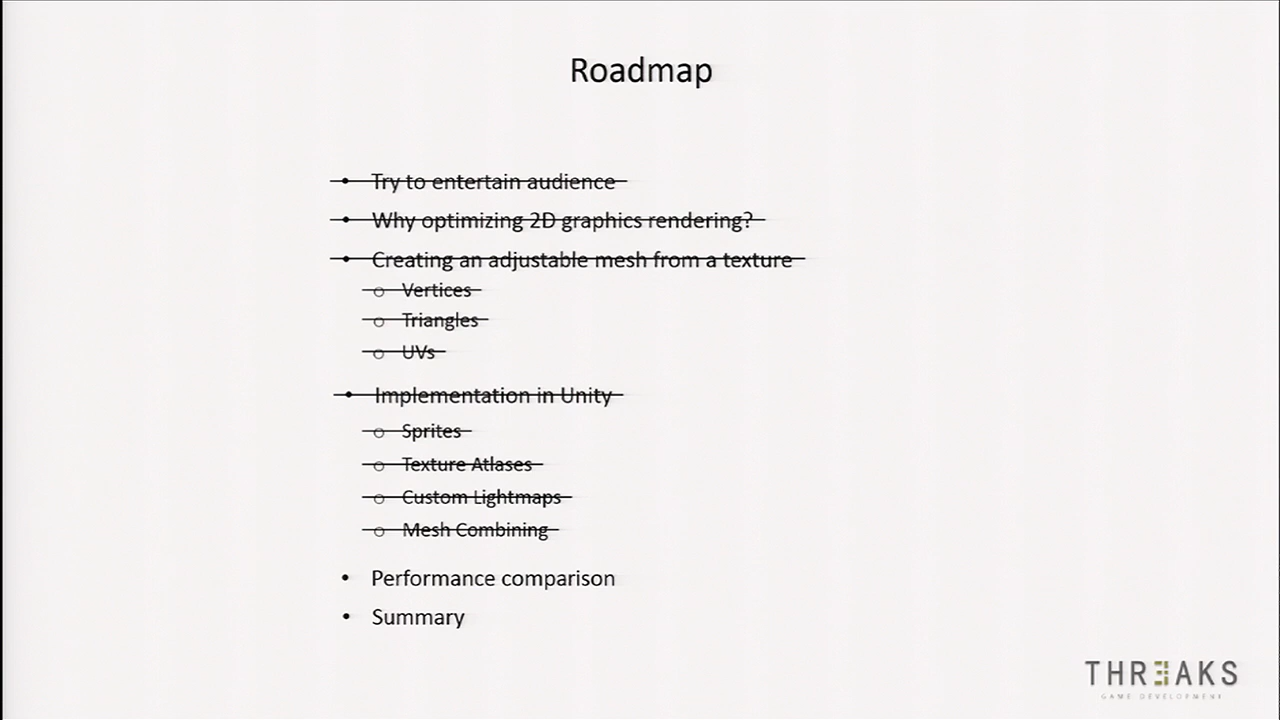 Roadmap
• Try to entertain audience
• Why optimizing 2D graphics rendering?
• Creating an adjustable mesh from a texture
o Vertices
o Triangles
o UVs
• Implementation in Unity
o Sprites
o Texture Atlases
o Custom Lightmaps
o Mesh Combining
• Performance comparison
• Summary
THREAKS
GAME DEVELOPMENT